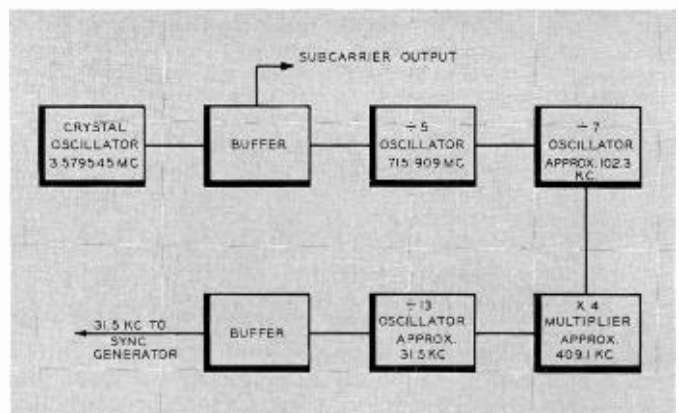 SUBCARRIER OUTPUT
CRYSTAL
OSCILLATOR
3.579545 MC
BUFFER
÷ 5
OSCILLATOR
715.909 MC
÷ 7
OSCILLATOR
APPROX. 102.3
KC.
31.5 KC TO
SYNC
GENERATOR
BUFFER
÷ 13
OSCILLATOR
APPROX.
31.5 KC
X 4
MULTIPLIER
APPROX.
409.1 KC